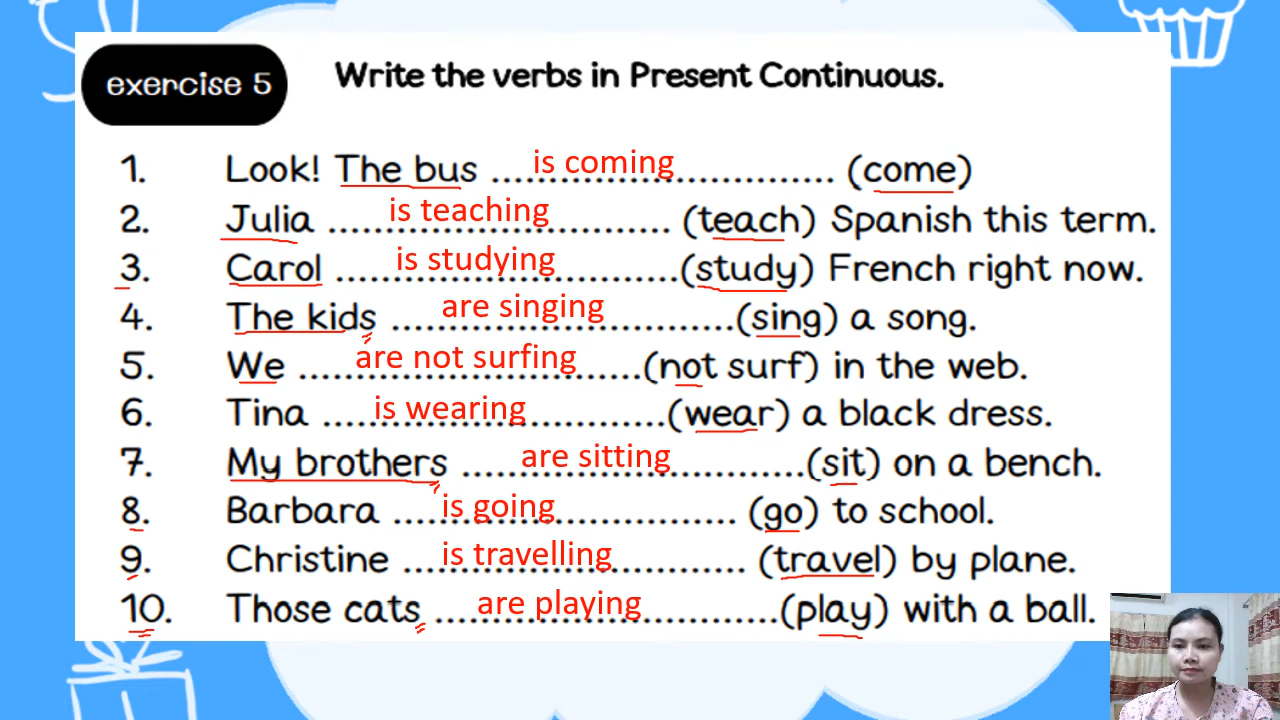 exercise 5
Write the verbs in Present Continuous.
1. Look! The bus ....is coming.... (come)
2. Julia ....is teaching.... (teach) Spanish this term.
3. Carol ....is studying.... (study) French right now.
4. The kids ....are singing.... (sing) a song.
5. We ....are not surfing.... (not surf) in the web.
6. Tina ....is wearing.... (wear) a black dress.
7. My brothers ....are sitting.... (sit) on a bench.
8. Barbara ....is going.... (go) to school.
9. Christine ....is travelling.... (travel) by plane.
10. Those cats ....are playing.... (play) with a ball.